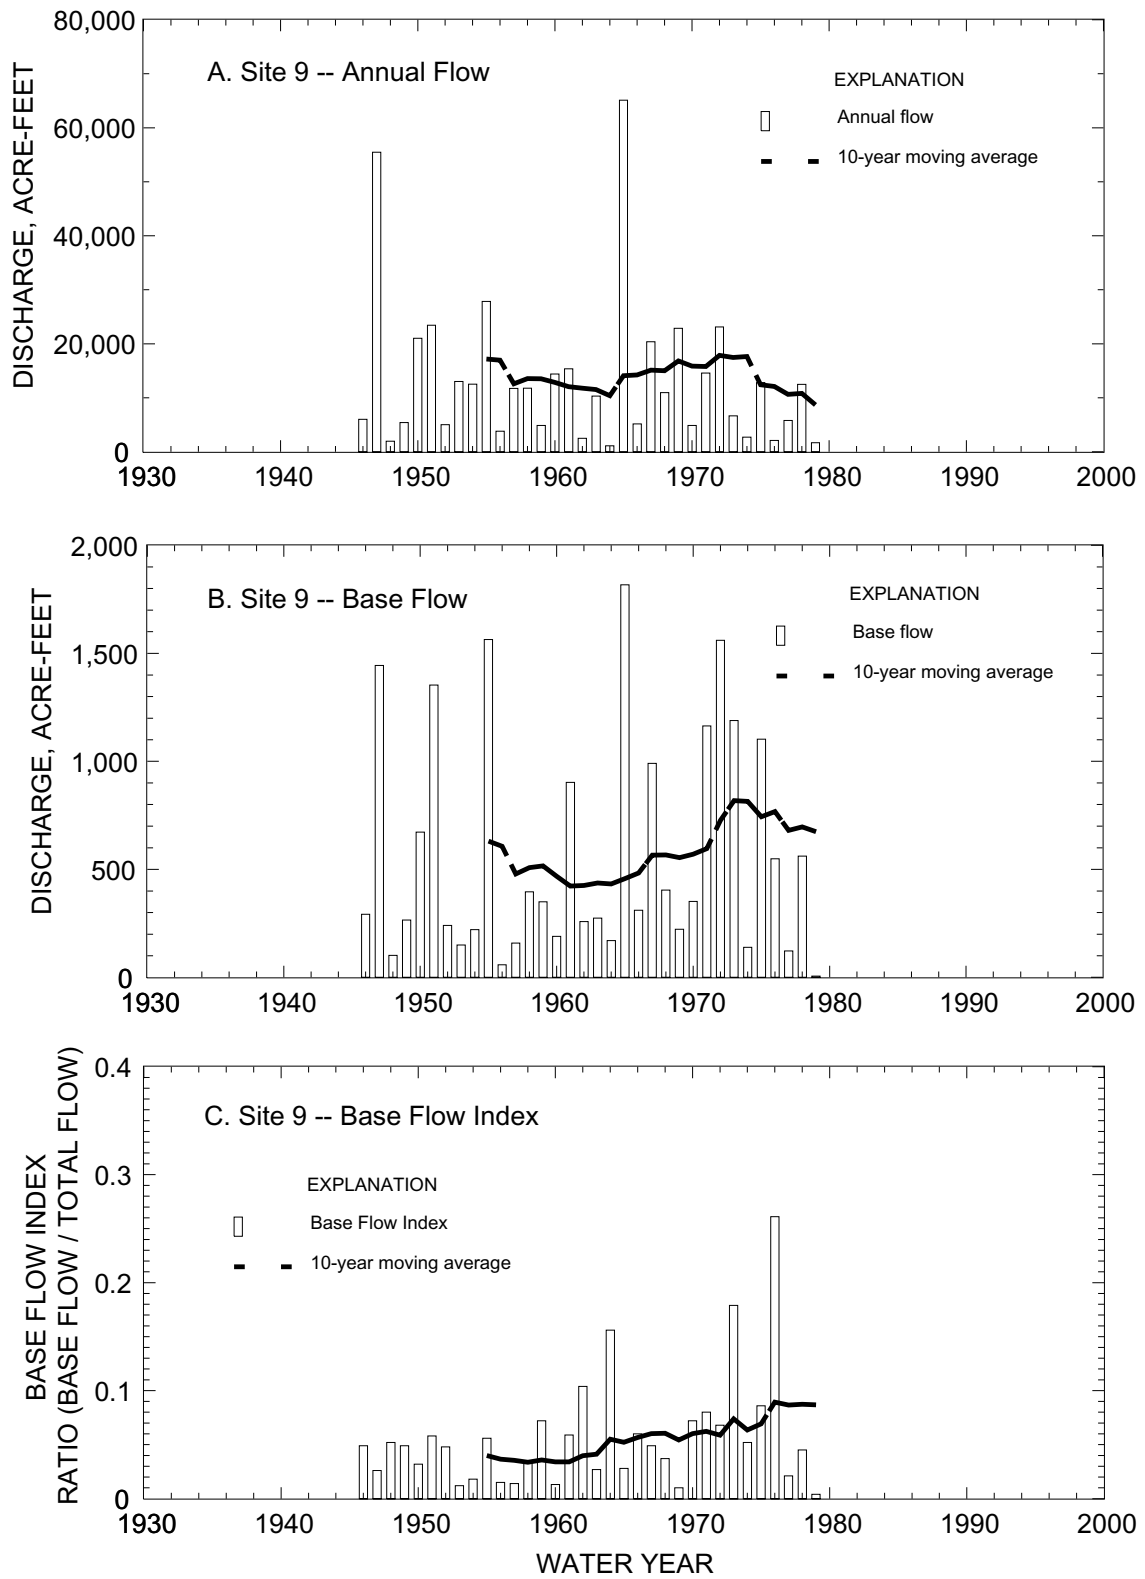 80,000
60,000
40,000
20,000
0
DISCHARGE, ACRE-FEET
A. Site 9 -- Annual Flow
EXPLANATION
Annual flow
10-year moving average
1930 1940 1950 1960 1970 1980 1990 2000
2,000
1,500
1,000
500
0
DISCHARGE, ACRE-FEET
B. Site 9 -- Base Flow
EXPLANATION
Base flow
10-year moving average
1930 1940 1950 1960 1970 1980 1990 2000
0.4
0.3
0.2
0.1
0
BASE FLOW INDEX
RATIO (BASE FLOW / TOTAL FLOW)
C. Site 9 -- Base Flow Index
EXPLANATION
Base Flow Index
10-year moving average
1930 1940 1950 1960 1970 1980 1990 2000
WATER YEAR